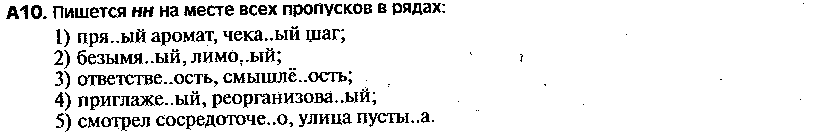 А10. Пишется нн на месте всех пропусков в рядах:
1) пря..ый аромат, чека..ый шаг;
2) безымя..ый, лимо..ый;
3) ответстве..ость, смышлё..ость;
4) приглаже..ый, реорганизова..ый;
5) смотрел сосредоточе..о, улица пусты..а.